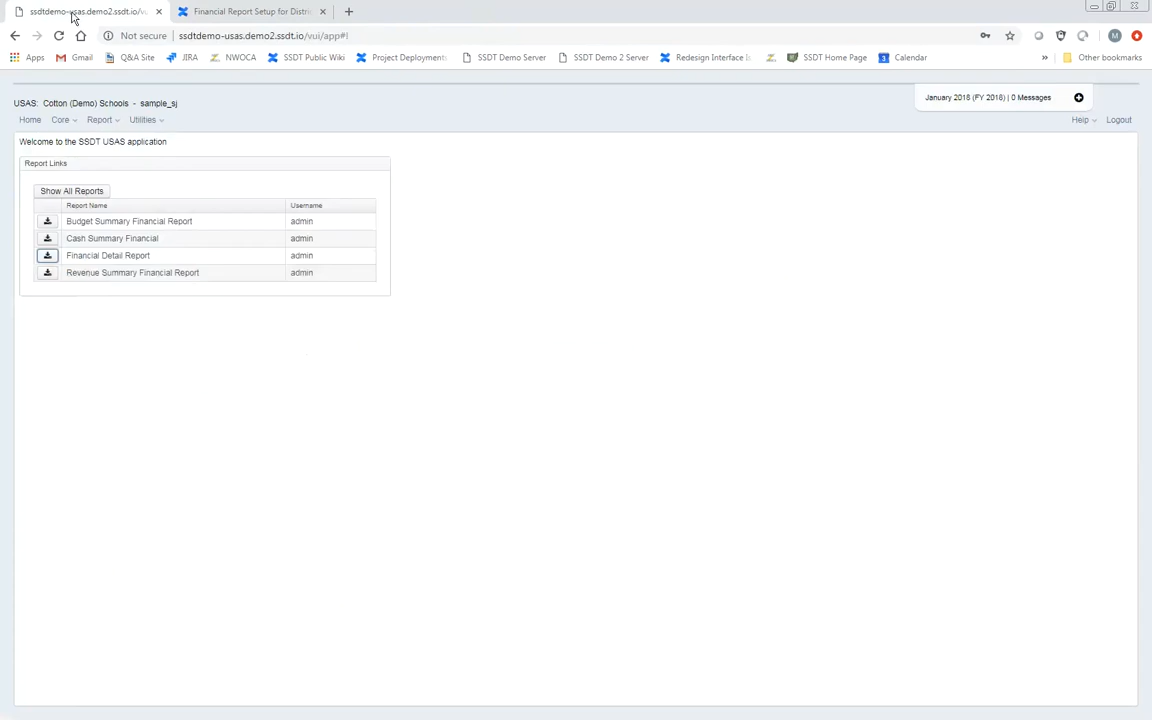 ssdtdemo-usas.demo2.ssdt.io/vu
Financial Report Setup for Distri
Not secure
ssdtdemo-usas.demo2.ssdt.io/vui/app#!
M
Apps
Gmail
Q&A Site
JIRA
NWOCA
SSDT Public Wiki
Project Deployments
SSDT Demo Server
SSDT Demo 2 Server
Redesign Interface Is
SSDT Home Page
Calendar
»
Other bookmarks
USAS: Cotton (Demo) Schools - sample_sj
January 2018 (FY 2018) | 0 Messages
Home
Core
Report
Utilities
Help
Logout
Welcome to the SSDT USAS application
Report Links
Show All Reports
Report Name
Username
Budget Summary Financial Report
admin
Cash Summary Financial
admin
Financial Detail Report
admin
Revenue Summary Financial Report
admin